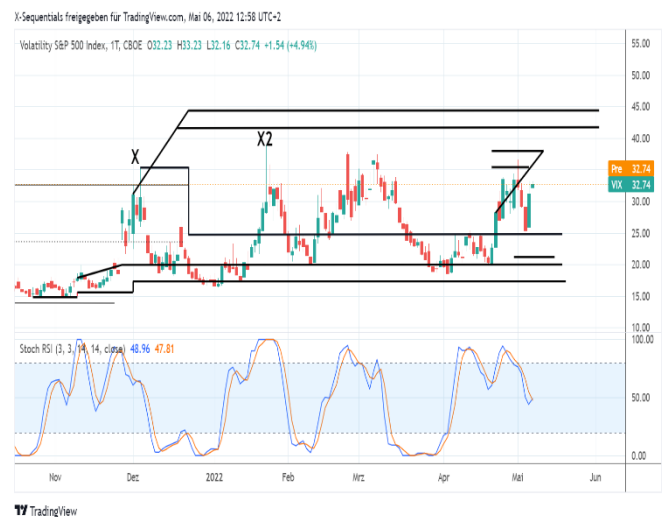 X-Sequentials freigegeben für TradingView.com, Mai 06, 2022 12:58 UTC+2
Volatility S&P 500 Index, 1T, CBOE O32.23 H33.23 L32.16 C32.74 +1.54 (+4.94%)
55.00
50.00
45.00
40.00
35.00
Pre 32.74
VIX 32.74
30.00
25.00
20.00
15.00
10.00
X
X2
Stoch RSI (3, 3, 14, 14, close) 48.96 47.81
100.00
50.00
0.00
Nov Dez 2022 Feb Mrz Apr Mai Jun
TradingView